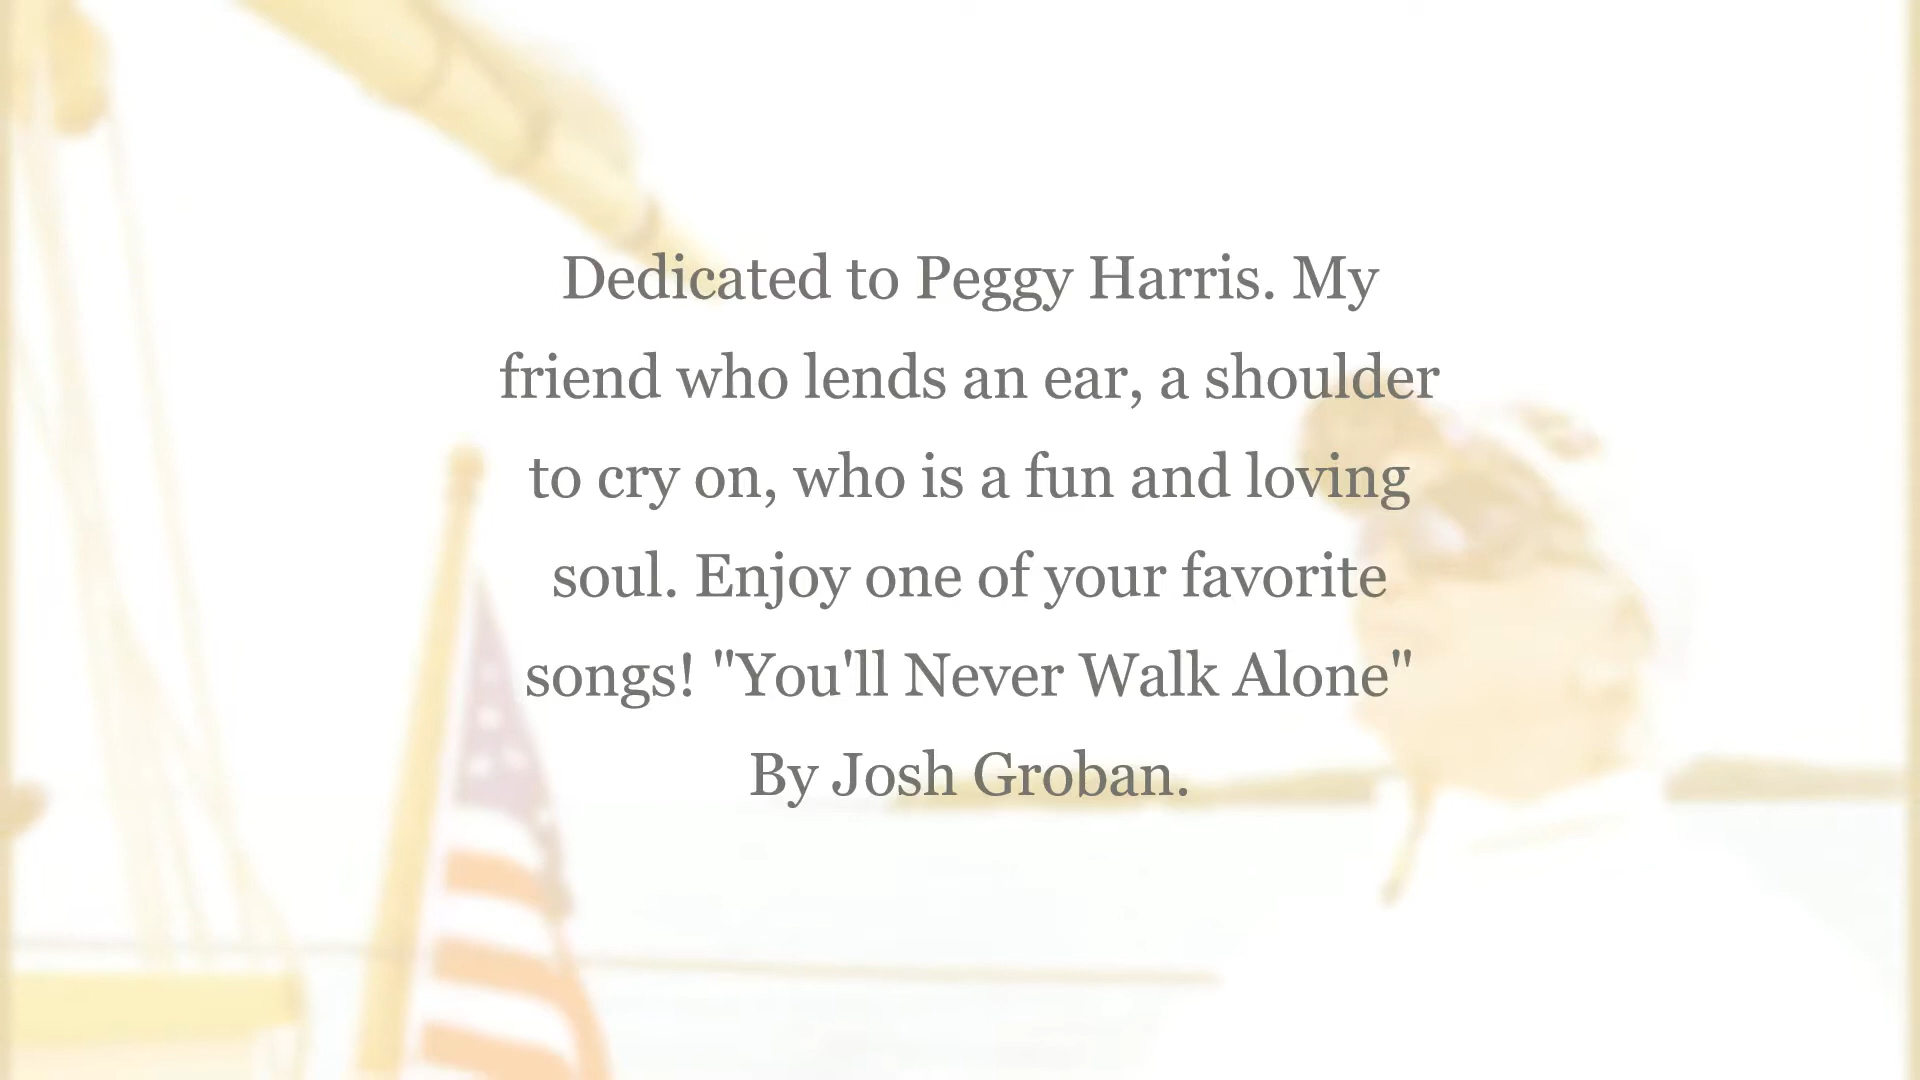 Dedicated to Peggy Harris. My
friend who lends an ear, a shoulder
to cry on, who is a fun and loving
soul. Enjoy one of your favorite
songs! "You'll Never Walk Alone"
By Josh Groban.